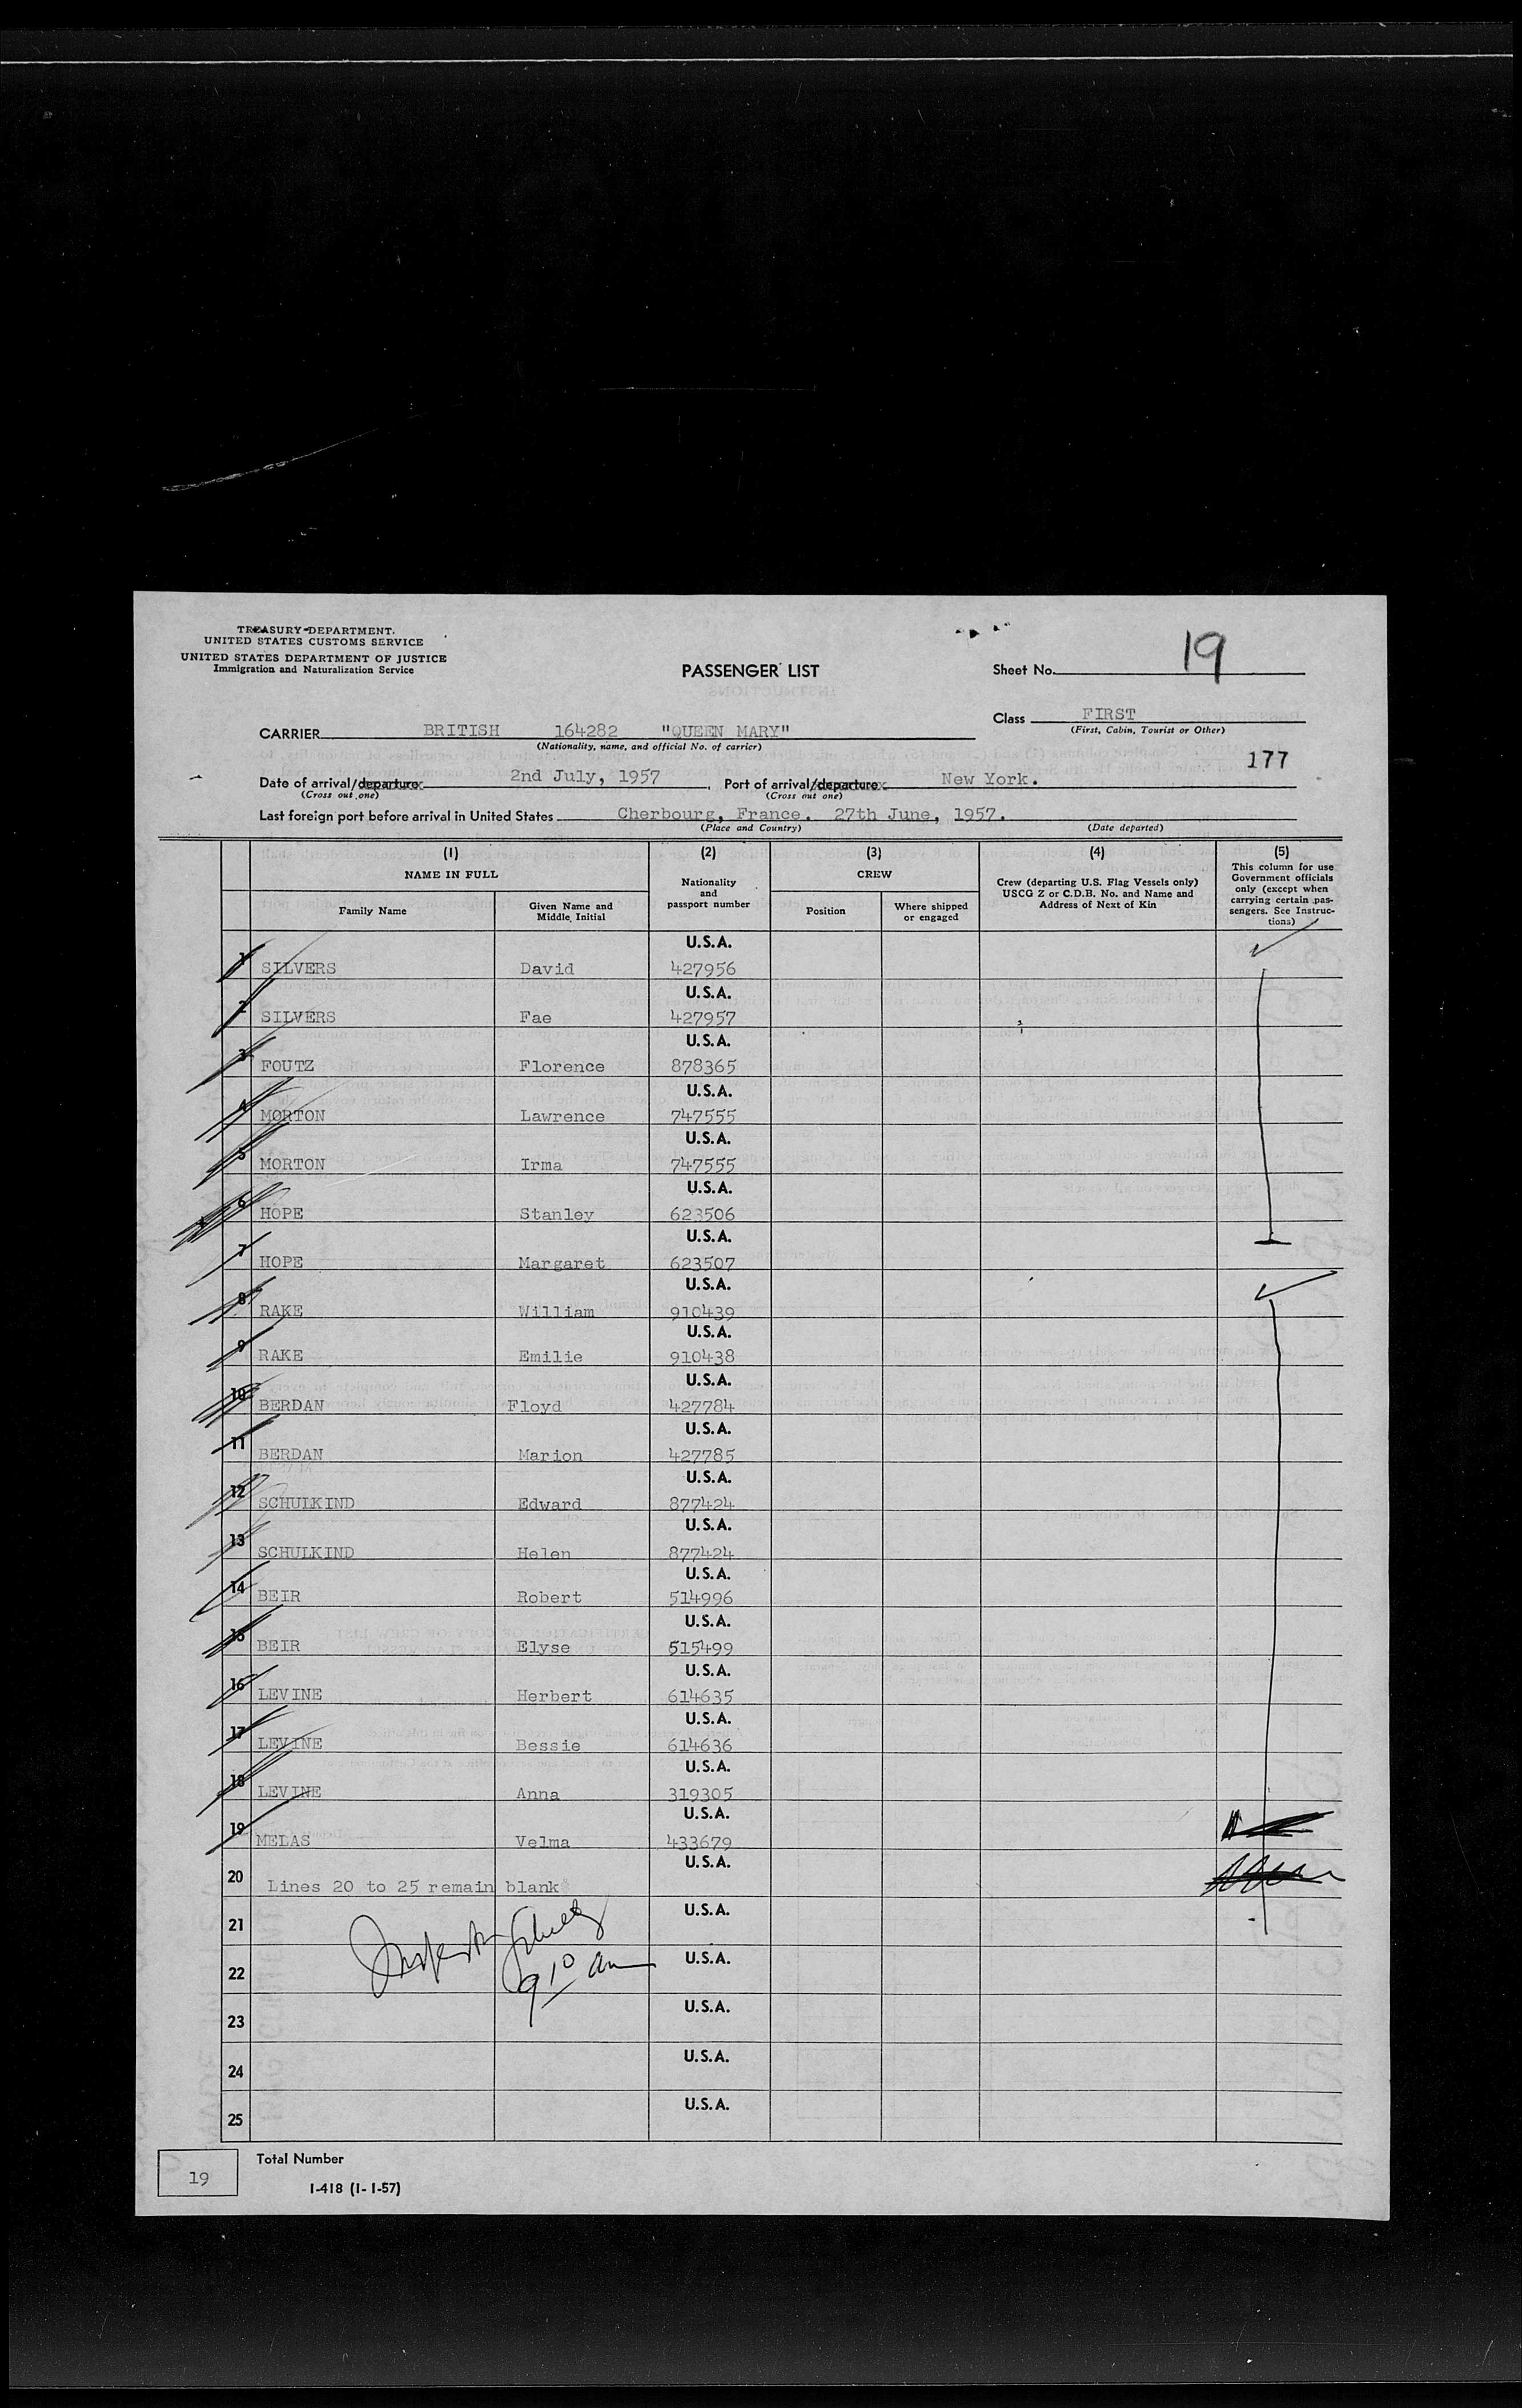 TREASURY DEPARTMENT.
UNITED STATES CUSTOMS SERVICE
UNITED STATES DEPARTMENT OF JUSTICE
Immigration and Naturalization Service
PASSENGER LIST
Sheet No. 19
Class FIRST
(First, Cabin, Tourist or Other)
CARRIER BRITISH 164282 "QUEEN MARY"
(Nationality, name, and official No. of carrier)
177
Date of arrival/departure 2nd July, 1957, Port of arrival/departure New York.
(Cross out one) (Cross out one)
Last foreign port before arrival in United States Cherbourg, France. 27th June, 1957.
(Place and Country) (Date departed)
(1) (2) (3) (4) (5)
NAME IN FULL
Family Name
Given Name and Middle Initial
Nationality and passport number
CREW
Position
Where shipped or engaged
Crew (departing U.S. Flag Vessels only) USCG Z or C.D.B. No. and Name and Address of Next of Kin
This column for use Government officials only (except when carrying certain pas-sengers. See Instruc-tions)
1 SILVERS David U.S.A. 427956
2 SILVERS Fae U.S.A. 427957
3 FOUTZ Florence U.S.A. 878365
4 MORTON Lawrence U.S.A. 747555
5 MORTON Irma U.S.A. 747555
6 HOPE Stanley U.S.A. 623506
7 HOPE Margaret U.S.A. 623507
8 RAKE William U.S.A. 910439
9 RAKE Emilie U.S.A. 910438
10 BERDAN Floyd U.S.A. 427784
11 BERDAN Marion U.S.A. 427785
12 SCHULKIND Edward U.S.A. 877424
13 SCHULKIND Helen U.S.A. 877424
14 BEIR Robert U.S.A. 514996
15 BEIR Elyse U.S.A. 515499
16 LEVINE Herbert U.S.A. 614635
17 LEVINE Bessie U.S.A. 614636
18 LEVINE Anna U.S.A. 319305
19 MELAS Velma U.S.A. 433679
20 Lines 20 to 25 remain blank U.S.A.
21 U.S.A.
22 9 10 am U.S.A.
23 U.S.A.
24 U.S.A.
25 U.S.A.
19 Total Number
I-418 (1-1-57)